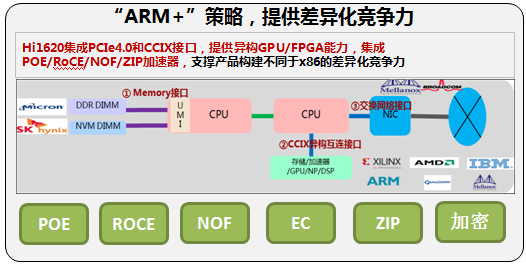 “ARM+”策略，提供差异化竞争力
Hi1620集成PCIe4.0和CCIX接口，提供异构GPU/FPGA能力，集成
POE/RoCE/NOF/ZIP加速器，支撑产品构建不同于x86的差异化竞争力
Mellanox
BROADCOM
① Memory接口
③交换网络接口
Micron
DDR DIMM
UMI
CPU
CPU
NIC
SK hynix
NVM DIMM
②CCIX异构互连接口
存储/加速器
/GPU/NP/DSP
XILINX
AMD
IBM
ARM
QUALCOMM
Mellanox
POE
ROCE
NOF
EC
ZIP
加密